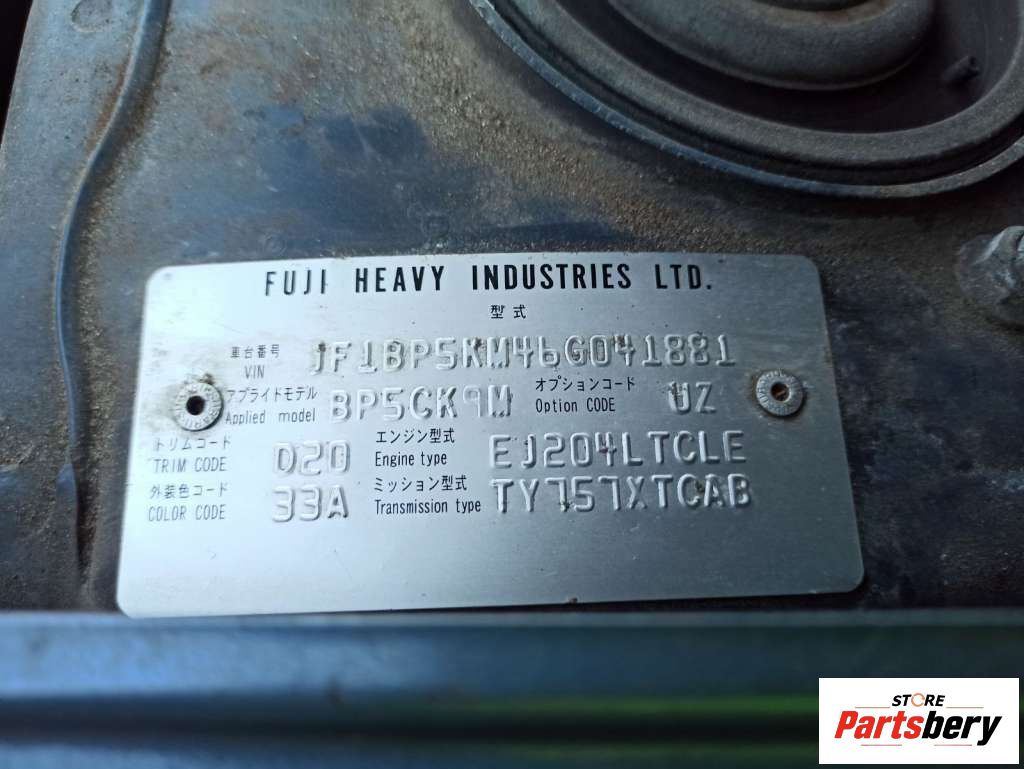 FUJI HEAVY INDUSTRIES LTD.
型式
車台番号
VIN JF1BP5KM46G041881
アプライドモデル
Applied model BP5CK9M オプションコード
Option CODE UZ
トリムコード
TRIM CODE D20 エンジン型式
Engine type EJ204LTCLE
外装色コード
COLOR CODE 33A ミッション型式
Transmission type TY757XTCAB
STORE
Partsbery